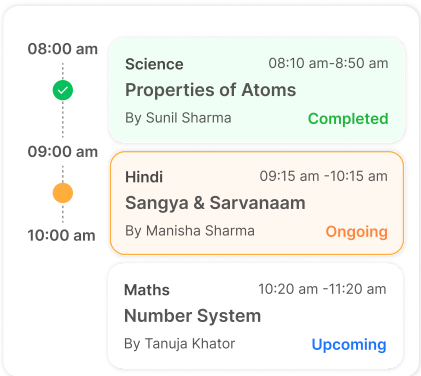 08:00 am
Science 08:10 am-8:50 am
Properties of Atoms
By Sunil Sharma Completed
09:00 am
Hindi 09:15 am -10:15 am
Sangya & Sarvanaam
By Manisha Sharma Ongoing
10:00 am
Maths 10:20 am -11:20 am
Number System
By Tanuja Khator Upcoming